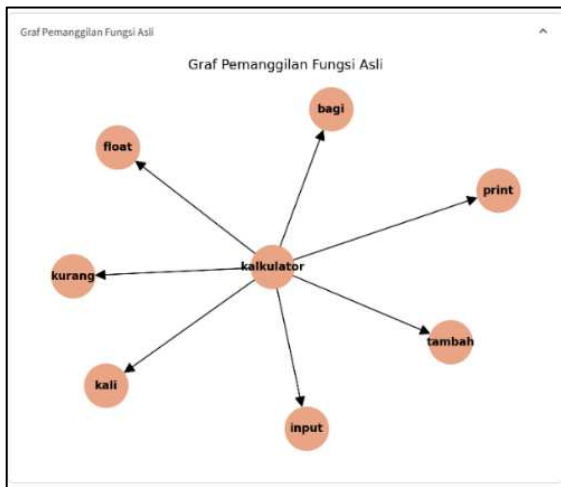 Graf Pemanggilan Fungsi Asli
Graf Pemanggilan Fungsi Asli
bagi
float
print
kalkulator
kurang
tambah
kali
input